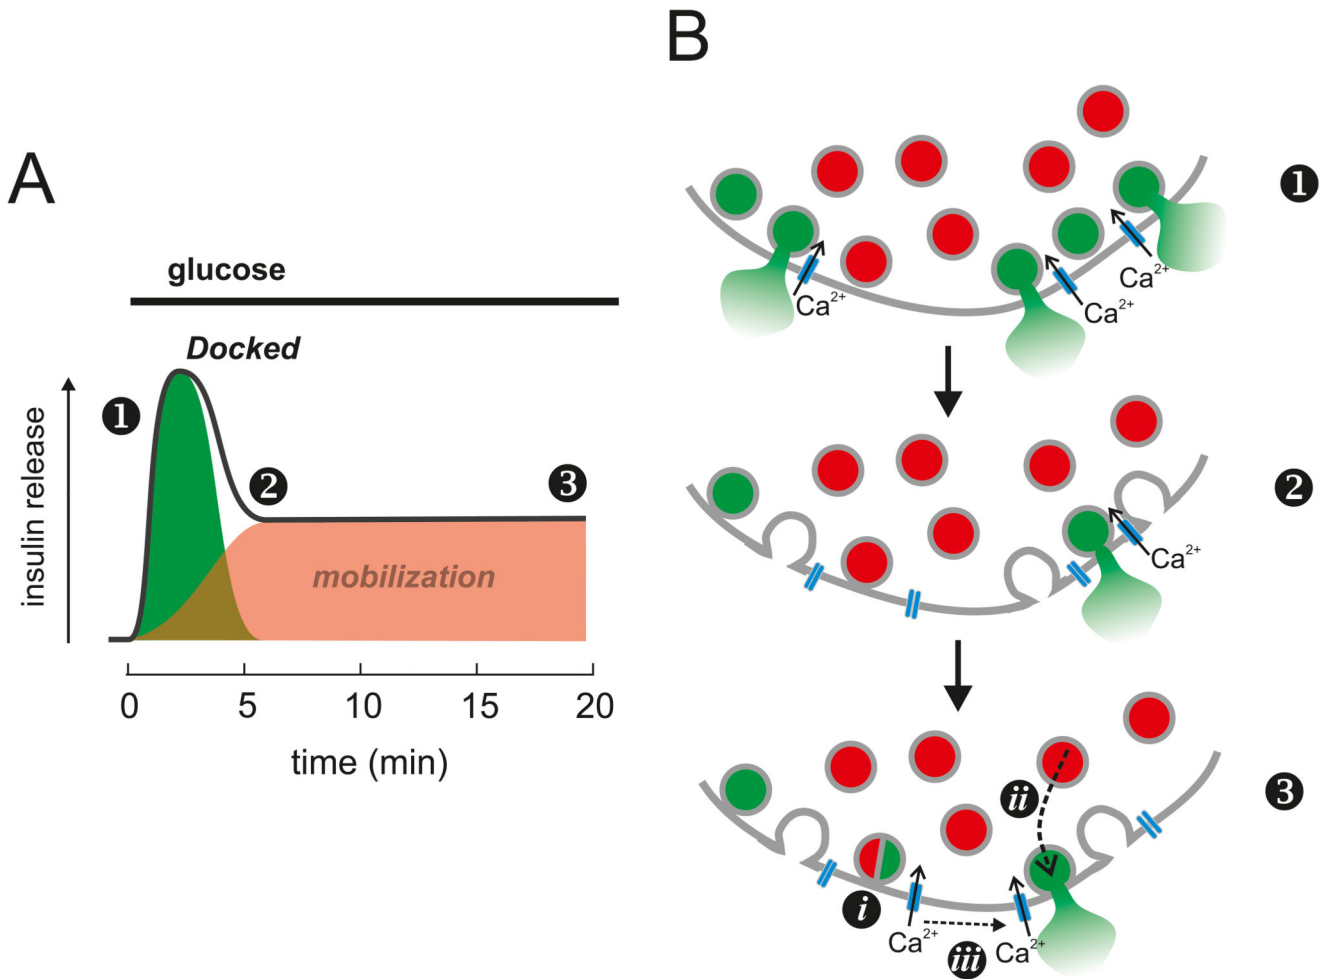 A
glucose
Docked
insulin release
1
2
3
mobilization
0 5 10 15 20
time (min)
B
1
Ca²⁺
Ca²⁺
Ca²⁺
2
Ca²⁺
3
ii
i
Ca²⁺
Ca²⁺
iii